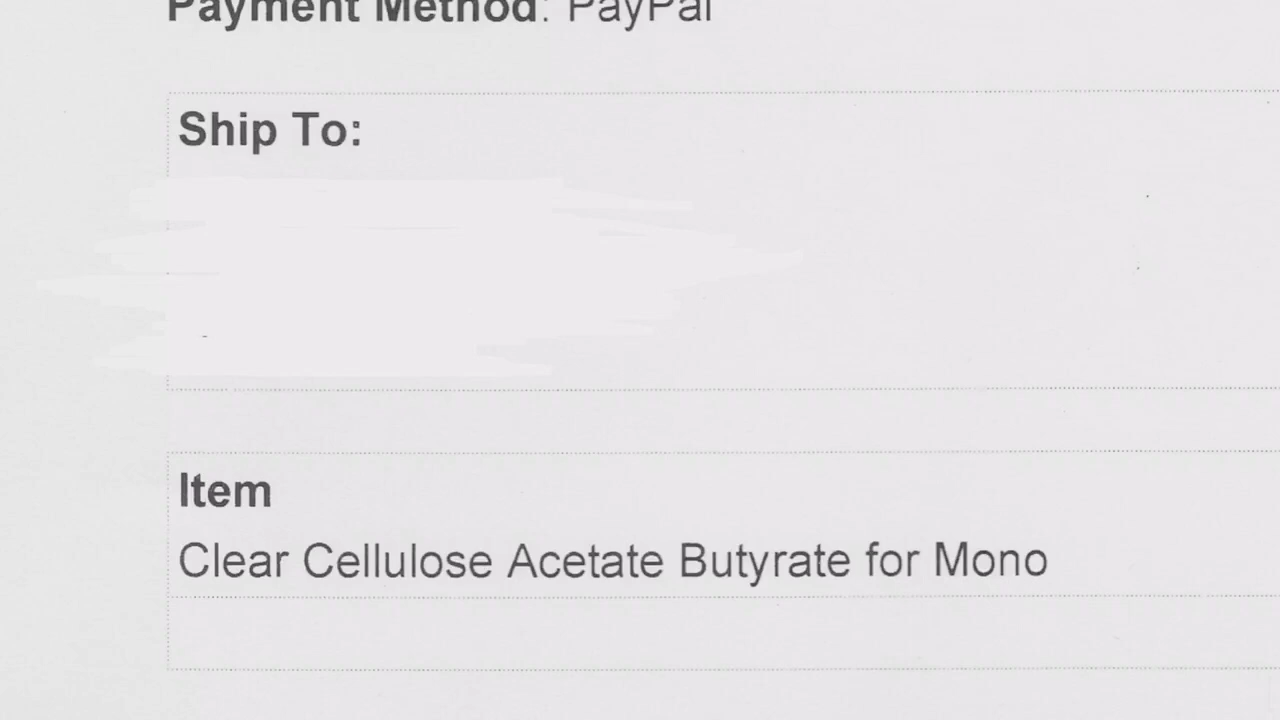 Payment Method: PayPal
Ship To:
Item
Clear Cellulose Acetate Butyrate for Mono